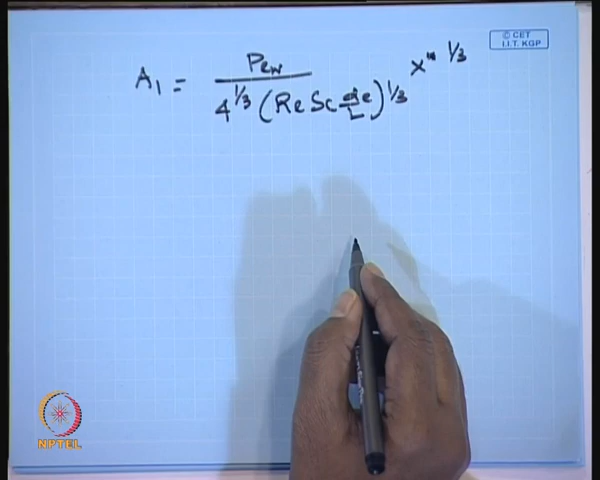 © CET
I.I.T. KGP
A₁ = Pew / 4^1/3 (Re Sc de/L)^1/3 x*^1/3
NPTEL